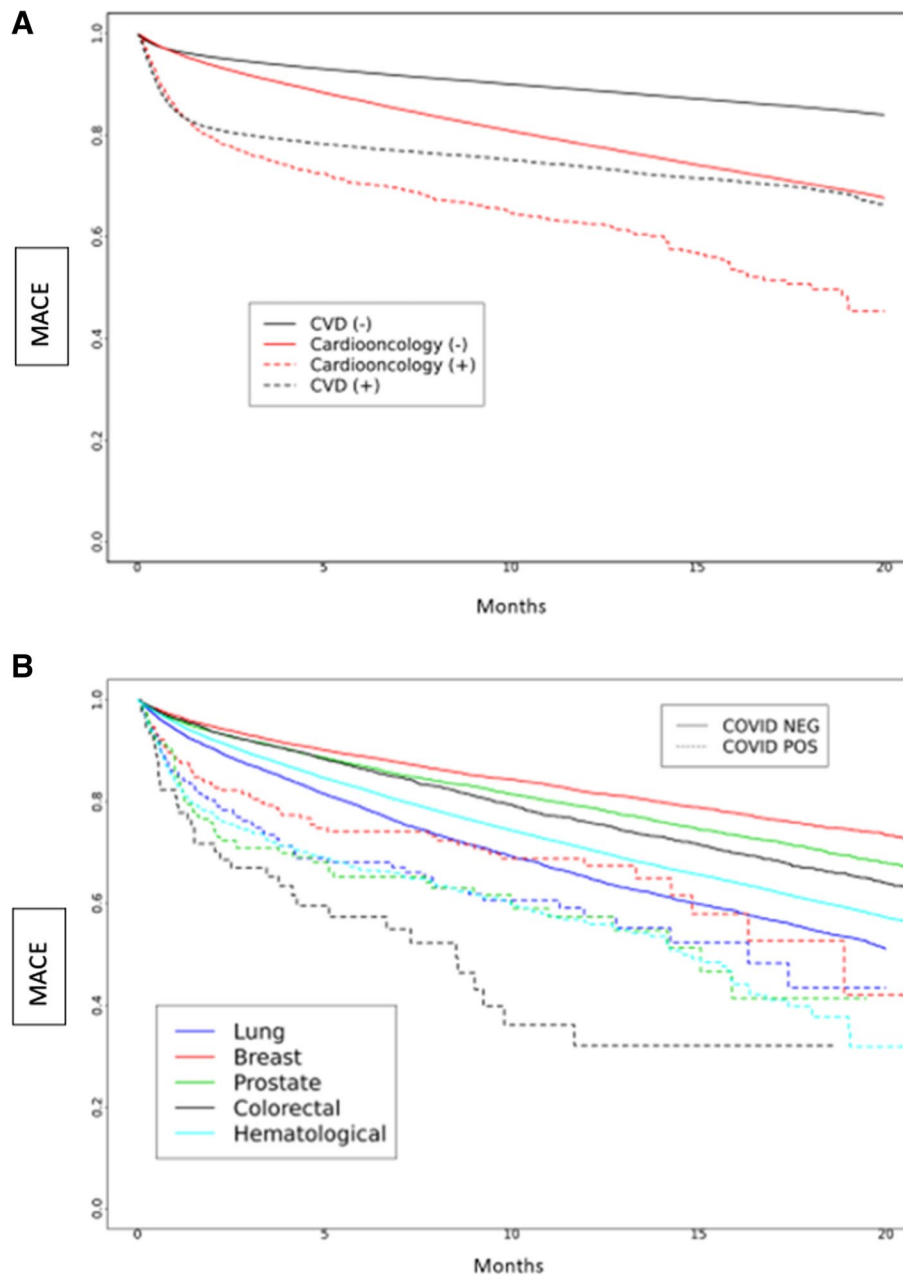 A
1.0
0.8
0.6
0.4
0.2
0.0
MACE
CVD (-)
Cardiooncology (-)
Cardiooncology (+)
CVD (+)
0 5 10 15 20
Months
B
1.0
0.8
0.6
0.4
0.2
0.0
MACE
COVID NEG
COVID POS
Lung
Breast
Prostate
Colorectal
Hematological
0 5 10 15 20
Months